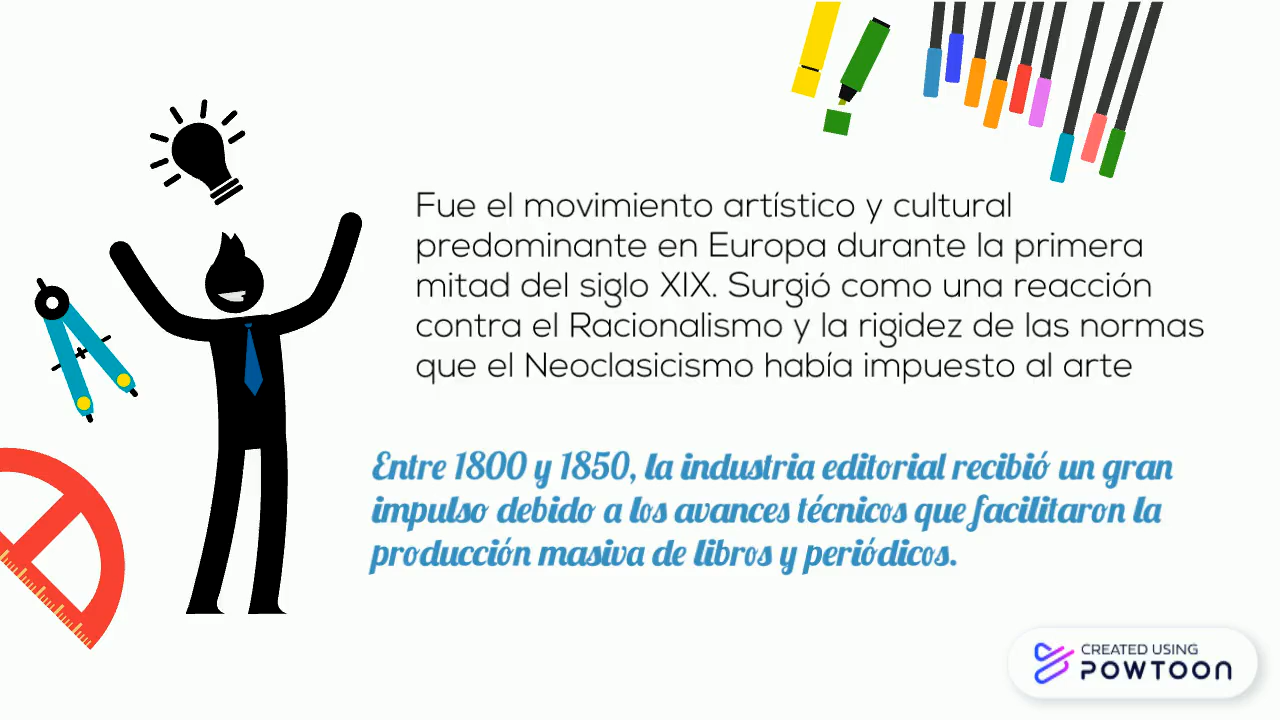 Fue el movimiento artístico y cultural
predominante en Europa durante la primera
mitad del siglo XIX. Surgió como una reacción
contra el Racionalismo y la rigidez de las normas
que el Neoclasicismo había impuesto al arte
Entre 1800 y 1850, la industria editorial recibió un gran
impulso debido a los avances técnicos que facilitaron la
producción masiva de libros y periódicos.
CREATED USING
POWTOON